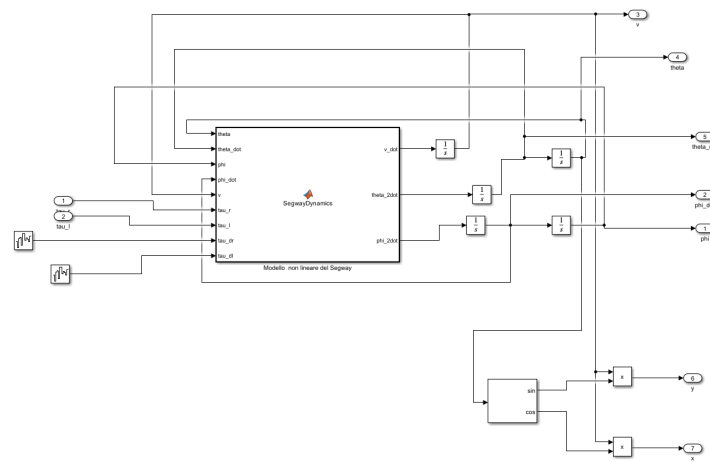 3
v
4
theta
theta
theta_dot
phi
phi_dot
v
tau_r
tau_l
tau_dr
tau_dl
SegwayDynamics
v_dot
theta_2dot
phi_2dot
Modello non lineare del Segway
1
s
1
s
1
s
1
s
1
s
5
2
1
phi
1
2
tau_l
sin
cos
x
6
y
x
7
x